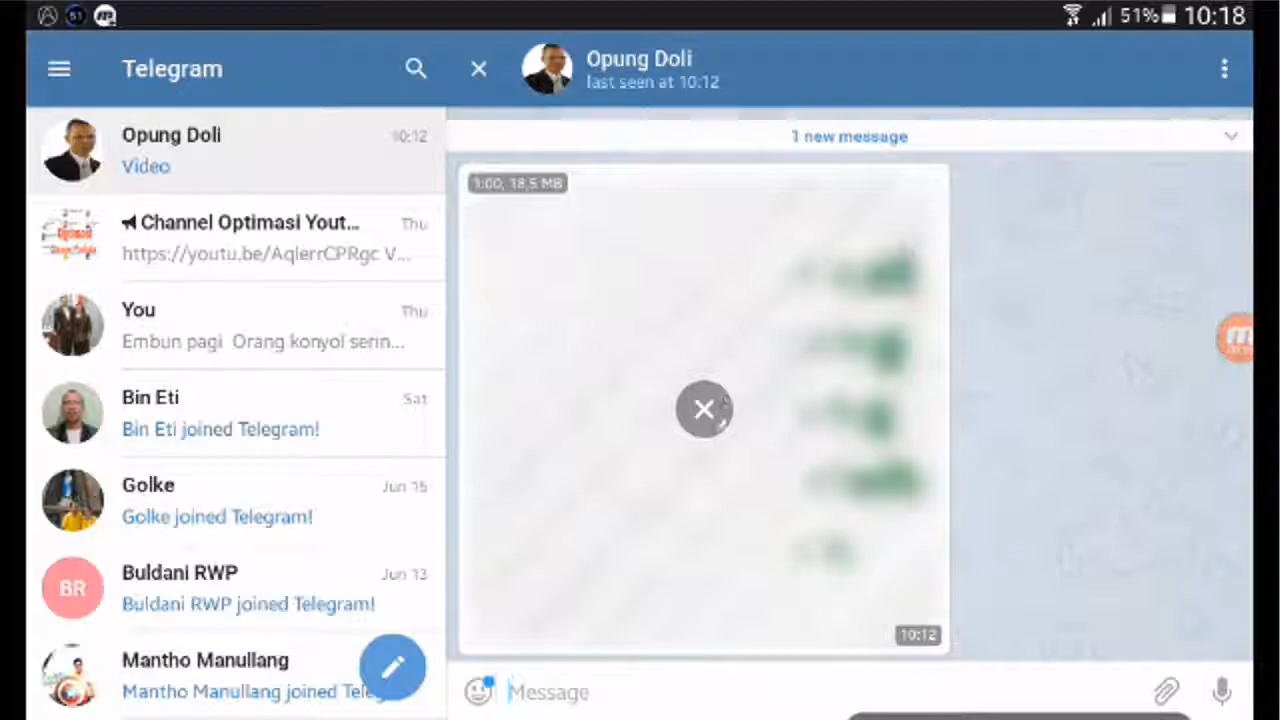 51 51% 10:18
Telegram
Opung Doli
last seen at 10:12
Opung Doli 10:12
Video
Channel Optimasi Yout... Thu
https://youtu.be/AqlerrCPRgc V...
You Thu
Embun pagi Orang konyol serin...
Bin Eti Sat
Bin Eti joined Telegram!
Golke Jun 15
Golke joined Telegram!
BR
Buldani RWP Jun 13
Buldani RWP joined Telegram!
Mantho Manullang
Mantho Manullang joined Tele
1 new message
1:00, 18,5 MB
10:12
Message